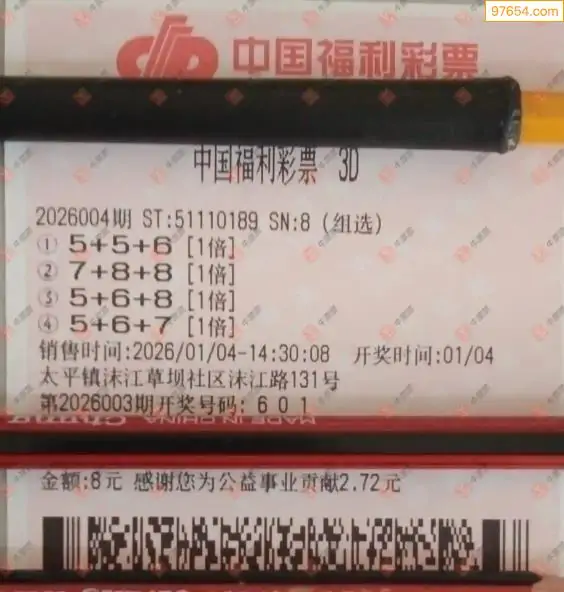 97654.com
中国福利彩票
中国福利彩票 3D
2026004期 ST:51110189 SN:8 (组选)
① 5+5+6 [1倍]
② 7+8+8 [1倍]
③ 5+6+8 [1倍]
④ 5+6+7 [1倍]
销售时间:2026/01/04-14:30:08 开奖时间:01/04
太平镇沫江草坝社区沫江路131号
第2026003期开奖号码: 6 0 1
MADE IN CHINA
金额:8元 感谢您为公益事业贡献2.72元